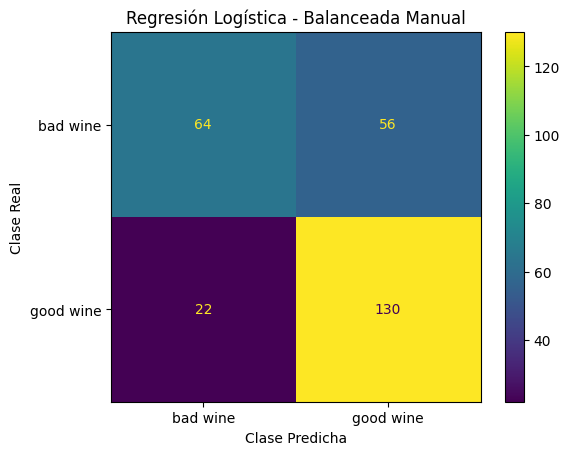 Regresión Logística - Balanceada Manual
bad wine
64
56
good wine
22
130
bad wine
good wine
Clase Predicha
Clase Real
120
100
80
60
40